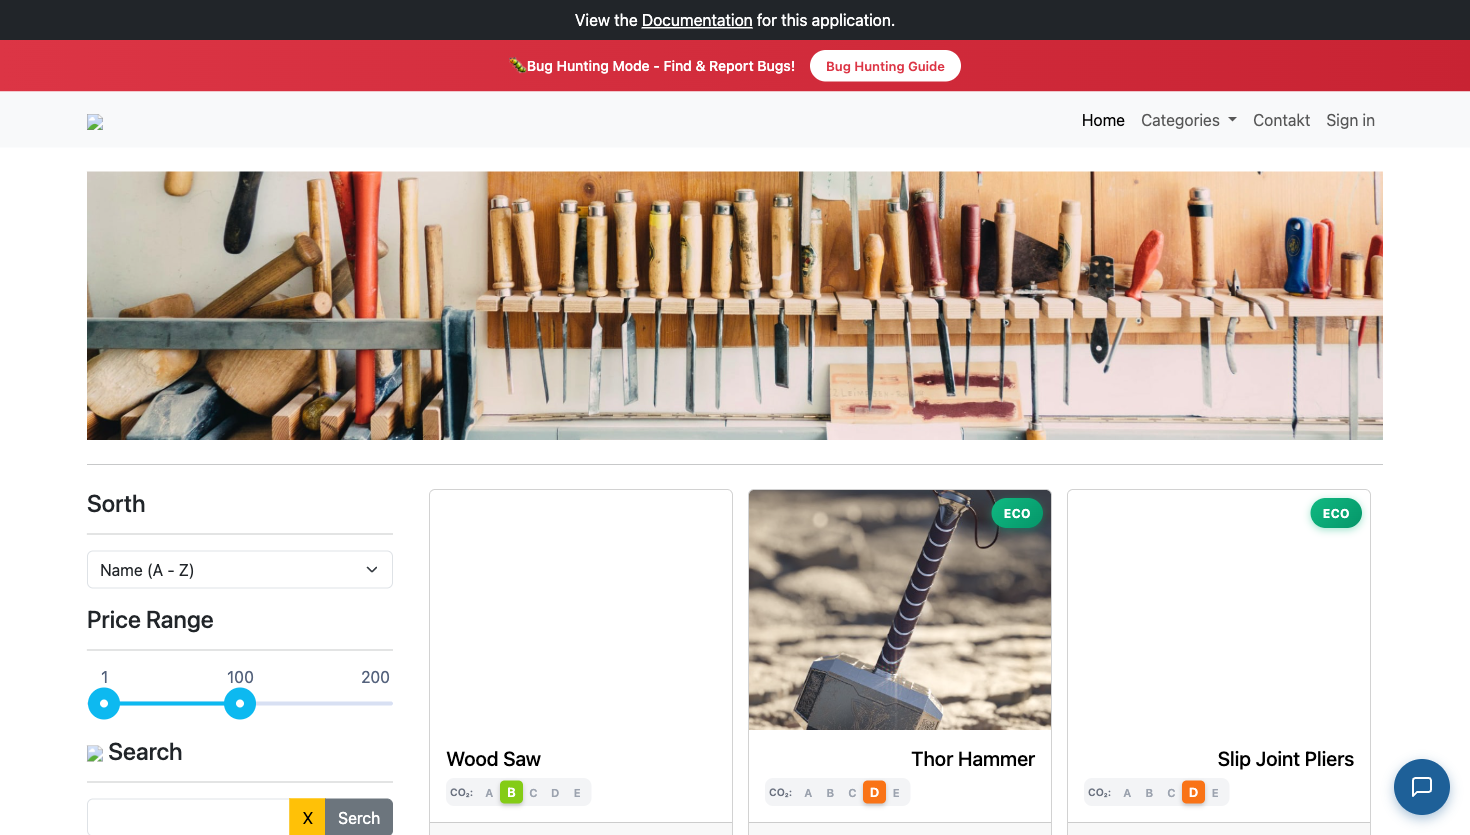 View the Documentation for this application.
🐛Bug Hunting Mode - Find & Report Bugs! Bug Hunting Guide
Home Categories Contakt Sign in
Sorth
Name (A - Z)
Price Range
1 100 200
Search
X Serch
Wood Saw
CO₂: A B C D E
ECO
Thor Hammer
CO₂: A B C D E
ECO
Slip Joint Pliers
CO₂: A B C D E